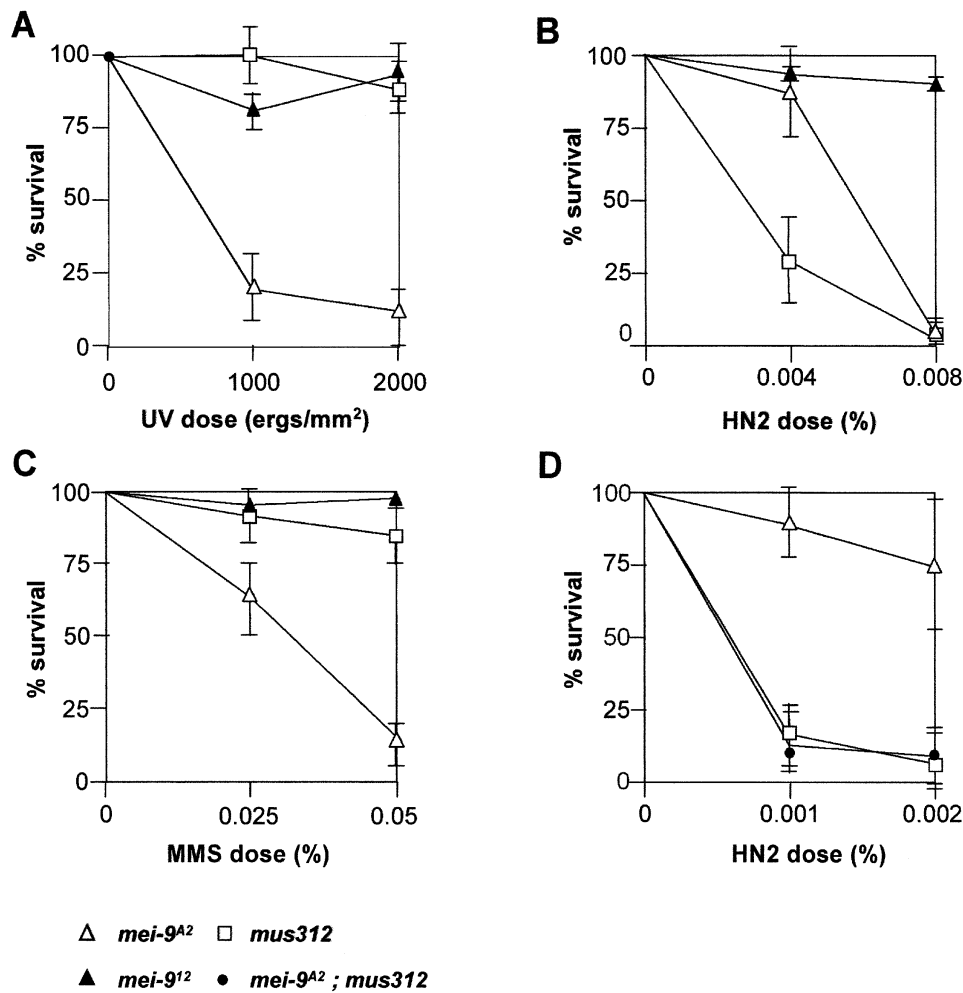 A
100
75
50
25
0
% survival
0 1000 2000
UV dose (ergs/mm²)
B
100
75
50
25
0
% survival
0 0.004 0.008
HN2 dose (%)
C
100
75
50
25
0
% survival
0 0.025 0.05
MMS dose (%)
D
100
75
50
25
0
% survival
0 0.001 0.002
HN2 dose (%)
mei-9ᴬ² mus312
mei-9¹² mei-9ᴬ² ; mus312